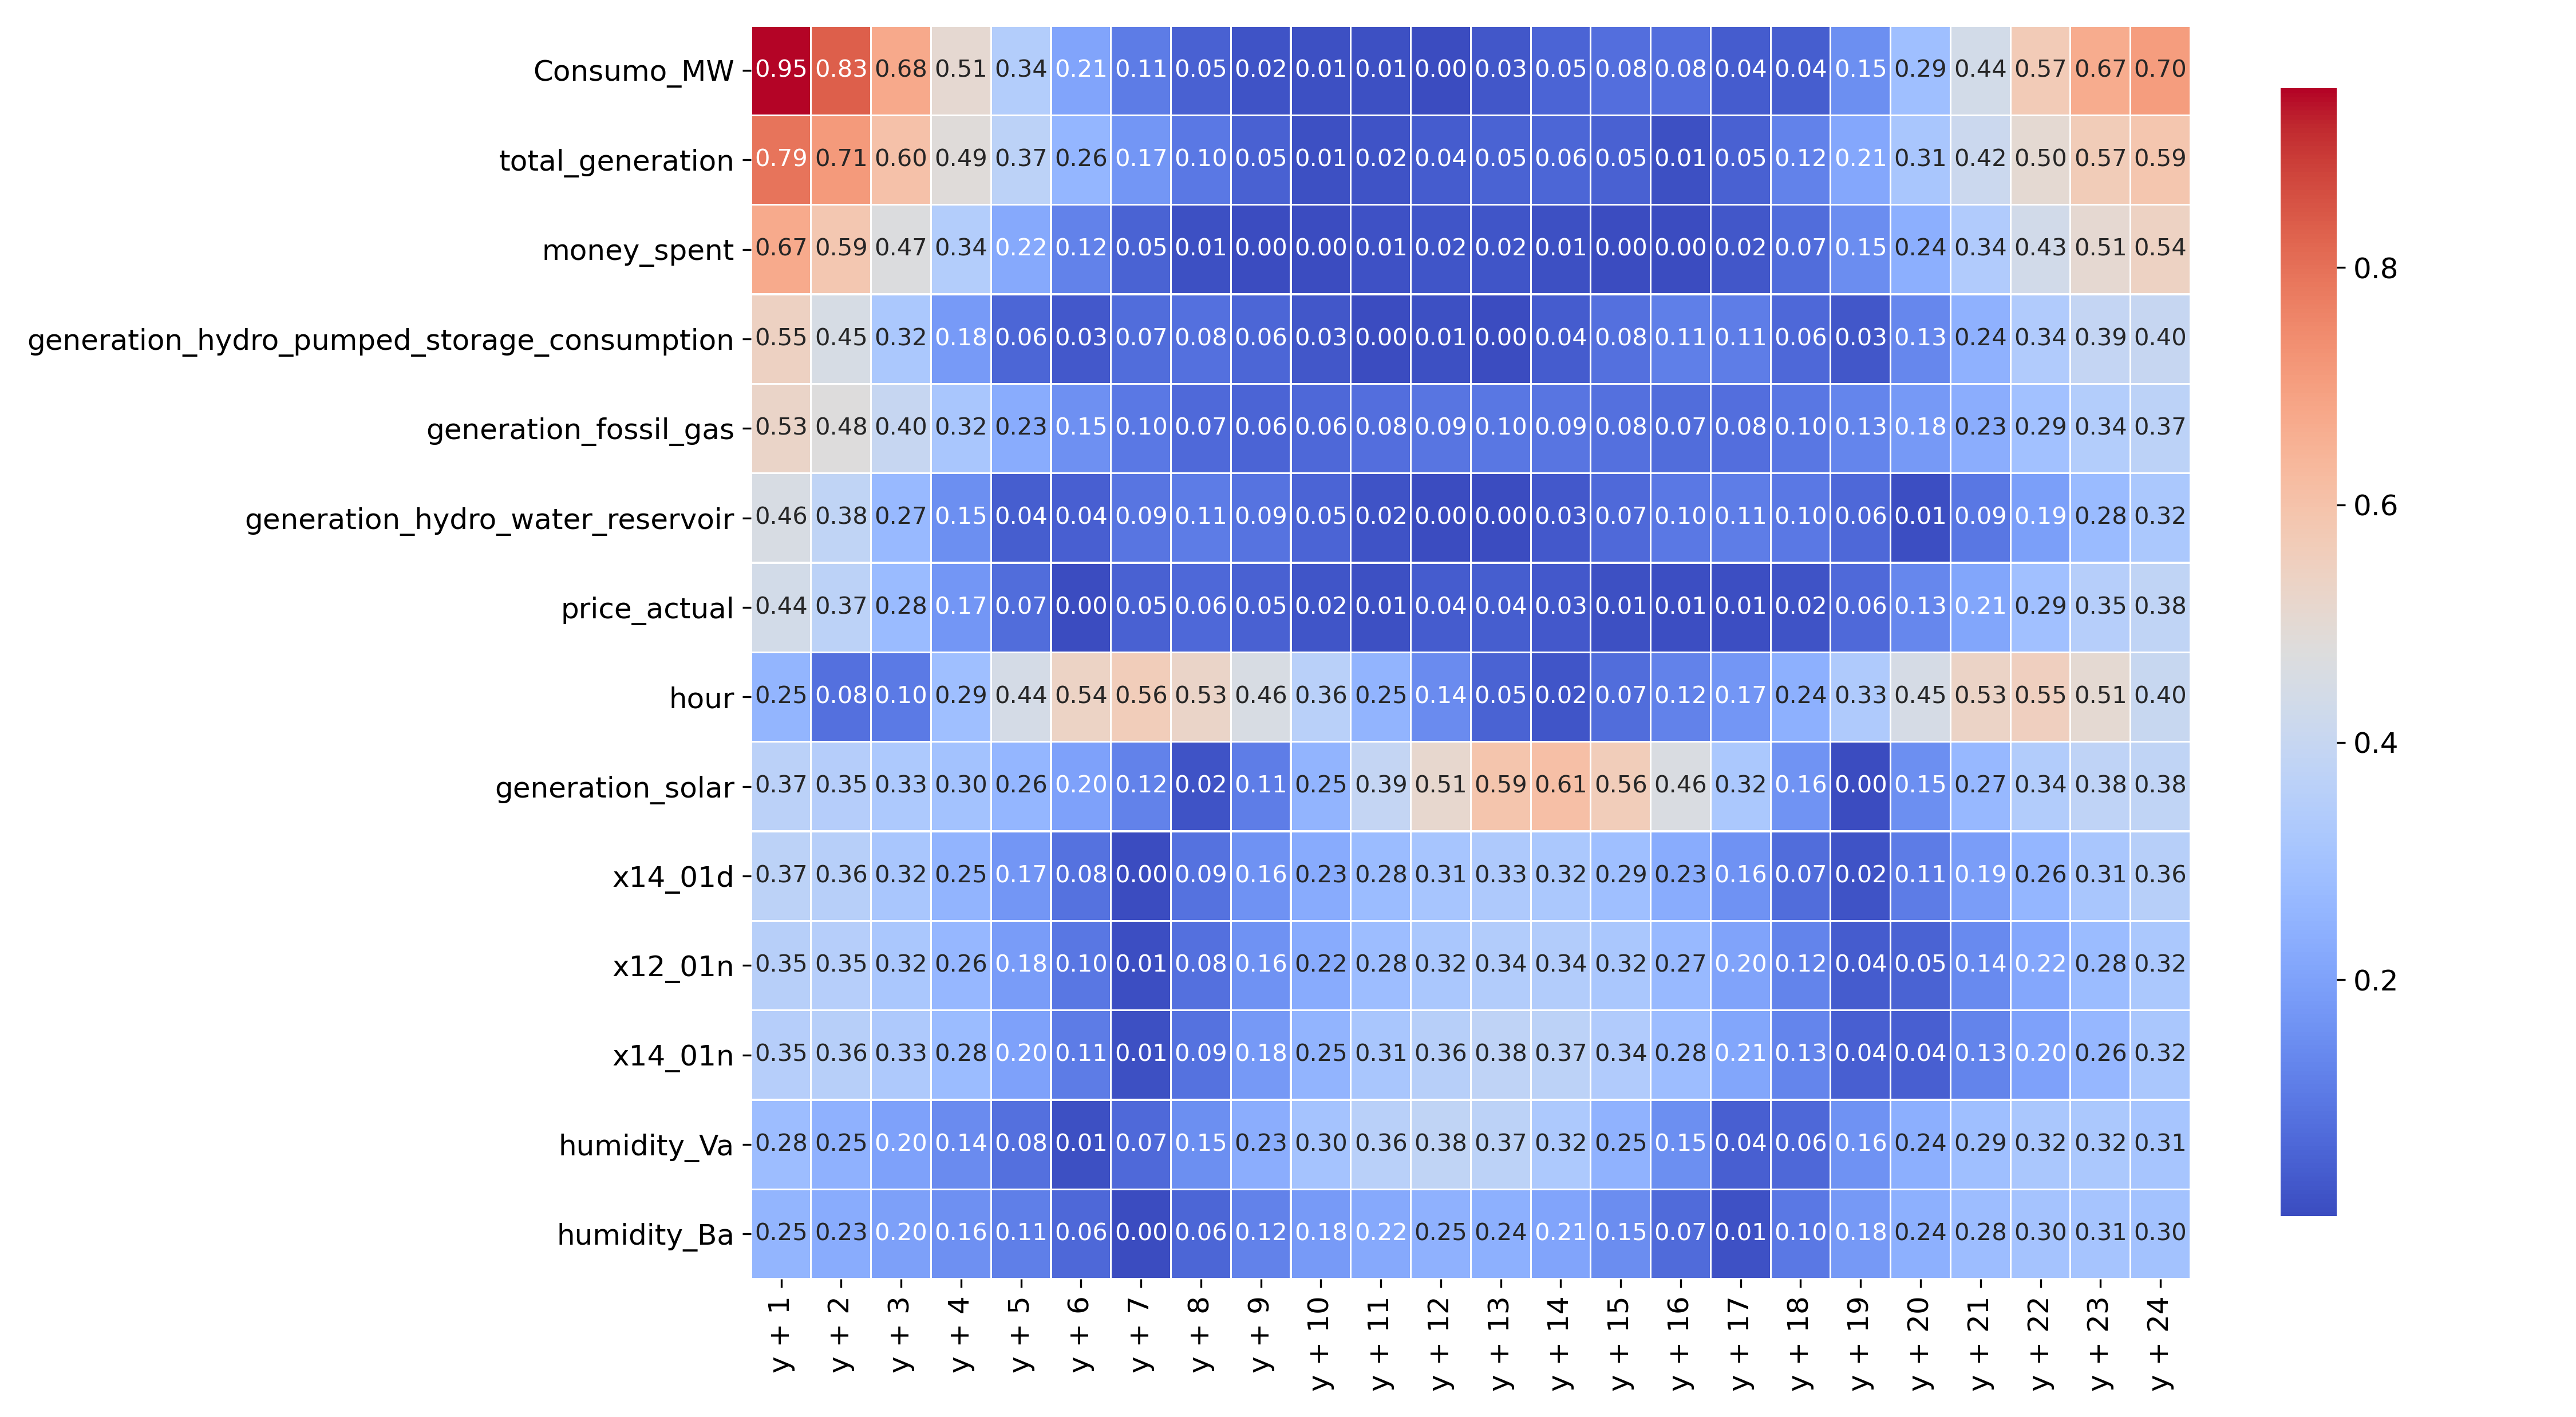 Consumo_MW 0.95 0.83 0.68 0.51 0.34 0.21 0.11 0.05 0.02 0.01 0.01 0.00 0.03 0.05 0.08 0.08 0.04 0.04 0.15 0.29 0.44 0.57 0.67 0.70
total_generation 0.79 0.71 0.60 0.49 0.37 0.26 0.17 0.10 0.05 0.01 0.02 0.04 0.05 0.06 0.05 0.01 0.05 0.12 0.21 0.31 0.42 0.50 0.57 0.59
money_spent 0.67 0.59 0.47 0.34 0.22 0.12 0.05 0.01 0.00 0.00 0.01 0.02 0.02 0.01 0.00 0.00 0.02 0.07 0.15 0.24 0.34 0.43 0.51 0.54
generation_hydro_pumped_storage_consumption 0.55 0.45 0.32 0.18 0.06 0.03 0.07 0.08 0.06 0.03 0.00 0.01 0.00 0.04 0.08 0.11 0.11 0.06 0.03 0.13 0.24 0.34 0.39 0.40
generation_fossil_gas 0.53 0.48 0.40 0.32 0.23 0.15 0.10 0.07 0.06 0.06 0.08 0.09 0.10 0.09 0.08 0.07 0.08 0.10 0.13 0.18 0.23 0.29 0.34 0.37
generation_hydro_water_reservoir 0.46 0.38 0.27 0.15 0.04 0.04 0.09 0.11 0.09 0.05 0.02 0.00 0.00 0.03 0.07 0.10 0.11 0.10 0.06 0.01 0.09 0.19 0.28 0.32
price_actual 0.44 0.37 0.28 0.17 0.07 0.00 0.05 0.06 0.05 0.02 0.01 0.04 0.04 0.03 0.01 0.01 0.01 0.02 0.06 0.13 0.21 0.29 0.35 0.38
hour 0.25 0.08 0.10 0.29 0.44 0.54 0.56 0.53 0.46 0.36 0.25 0.14 0.05 0.02 0.07 0.12 0.17 0.24 0.33 0.45 0.53 0.55 0.51 0.40
generation_solar 0.37 0.35 0.33 0.30 0.26 0.20 0.12 0.02 0.11 0.25 0.39 0.51 0.59 0.61 0.56 0.46 0.32 0.16 0.00 0.15 0.27 0.34 0.38 0.38
x14_01d 0.37 0.36 0.32 0.25 0.17 0.08 0.00 0.09 0.16 0.23 0.28 0.31 0.33 0.32 0.29 0.23 0.16 0.07 0.02 0.11 0.19 0.26 0.31 0.36
x12_01n 0.35 0.35 0.32 0.26 0.18 0.10 0.01 0.08 0.16 0.22 0.28 0.32 0.34 0.34 0.32 0.27 0.20 0.12 0.04 0.05 0.14 0.22 0.28 0.32
x14_01n 0.35 0.36 0.33 0.28 0.20 0.11 0.01 0.09 0.18 0.25 0.31 0.36 0.38 0.37 0.34 0.28 0.21 0.13 0.04 0.04 0.13 0.20 0.26 0.32
humidity_Va 0.28 0.25 0.20 0.14 0.08 0.01 0.07 0.15 0.23 0.30 0.36 0.38 0.37 0.32 0.25 0.15 0.04 0.06 0.16 0.24 0.29 0.32 0.32 0.31
humidity_Ba 0.25 0.23 0.20 0.16 0.11 0.06 0.00 0.06 0.12 0.18 0.22 0.25 0.24 0.21 0.15 0.07 0.01 0.10 0.18 0.24 0.28 0.30 0.31 0.30
y + 1
y + 2
y + 3
y + 4
y + 5
y + 6
y + 7
y + 8
y + 9
y + 10
y + 11
y + 12
y + 13
y + 14
y + 15
y + 16
y + 17
y + 18
y + 19
y + 20
y + 21
y + 22
y + 23
y + 24
0.8
0.6
0.4
0.2